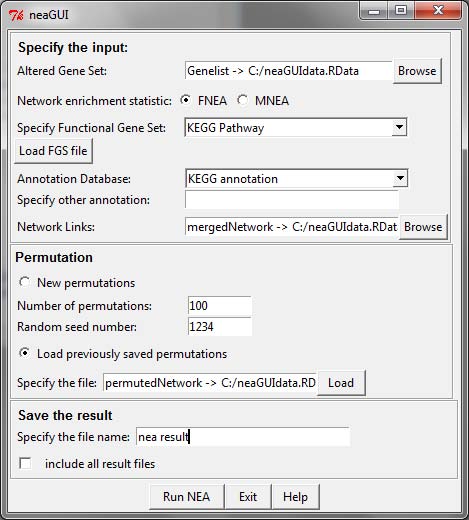 neaGUI
Specify the input:
Altered Gene Set: Genelist -> C:/neaGUIdata.RData Browse
Network enrichment statistic: FNEA MNEA
Specify Functional Gene Set: KEGG Pathway
Load FGS file
Annotation Database: KEGG annotation
Specify other annotation:
Network Links: mergedNetwork -> C:/neaGUIdata.RDat Browse
Permutation
New permutations
Number of permutations: 100
Random seed number: 1234
Load previously saved permutations
Specify the file: permutedNetwork -> C:/neaGUIdata.RD Load
Save the result
Specify the file name: nea result
include all result files
Run NEA Exit Help